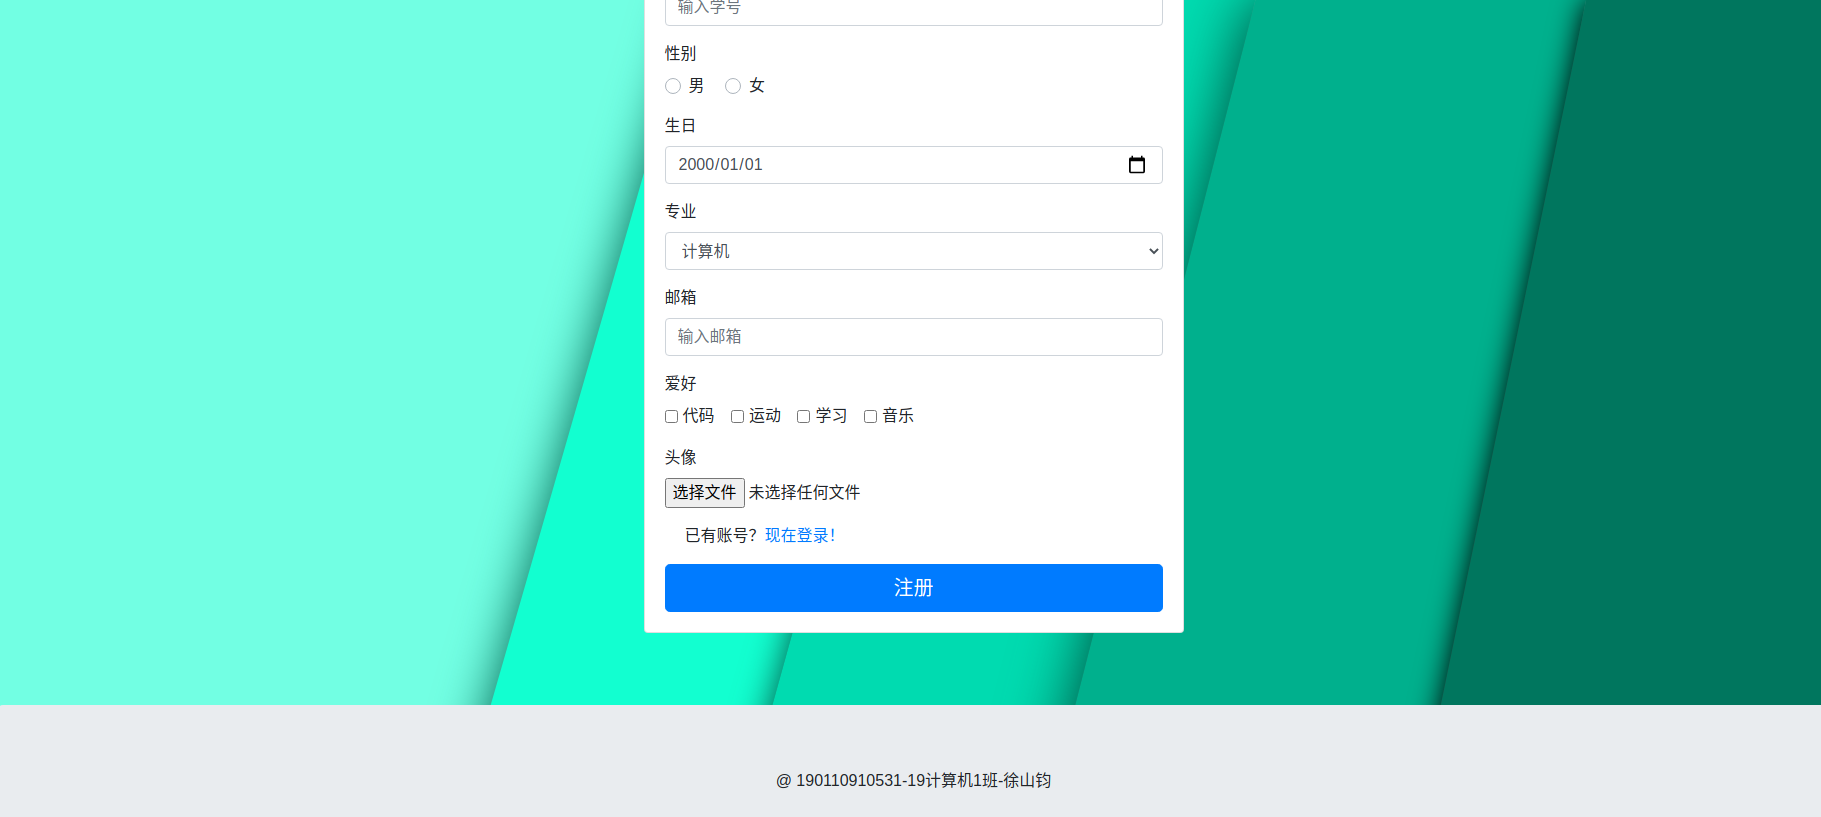 输入学号
性别
男 女
生日
2000/01/01
专业
计算机
邮箱
输入邮箱
爱好
代码 运动 学习 音乐
头像
选择文件 未选择任何文件
已有账号？现在登录！
注册
@ 190110910531-19计算机1班-徐山钧